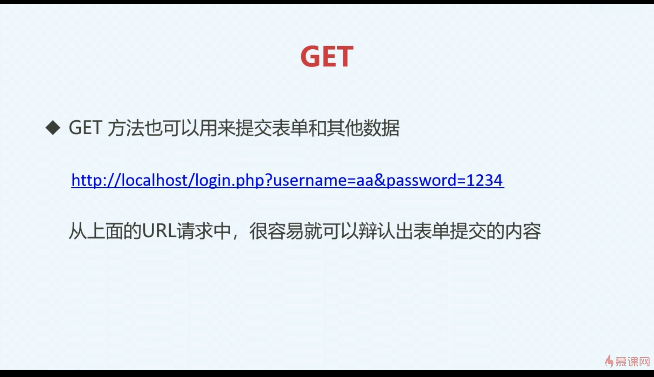 GET
◆ GET 方法也可以用来提交表单和其他数据
http://localhost/login.php?username=aa&password=1234
从上面的URL请求中，很容易就可以辩认出表单提交的内容
慕课网